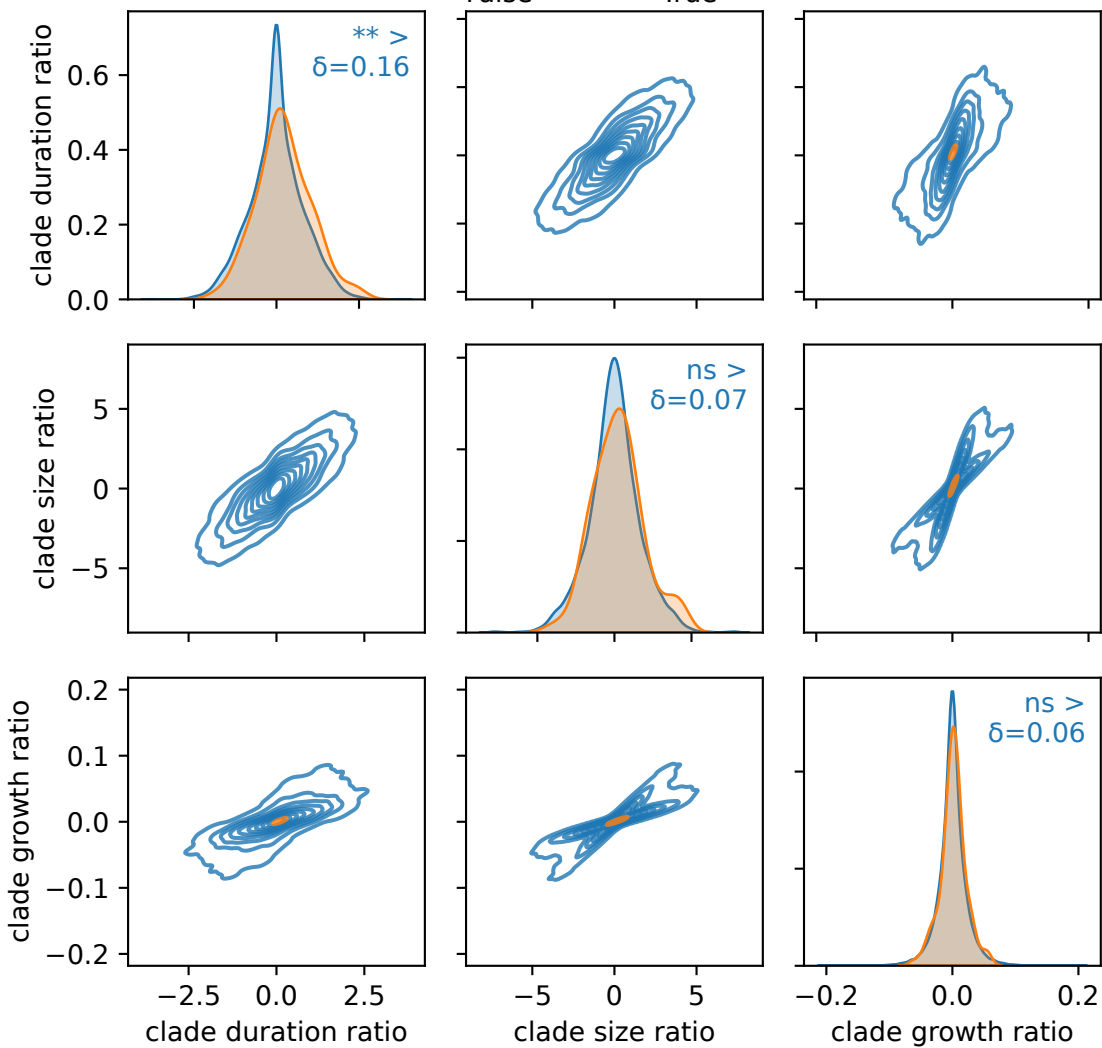 False True
** >
δ=0.16
clade duration ratio
0.6
0.4
0.2
0.0
ns >
δ=0.07
clade size ratio
5
0
−5
ns >
δ=0.06
clade growth ratio
0.2
0.1
0.0
−0.1
−0.2
−2.5 0.0 2.5
−5 0 5
−0.2 0.0 0.2
clade duration ratio
clade size ratio
clade growth ratio